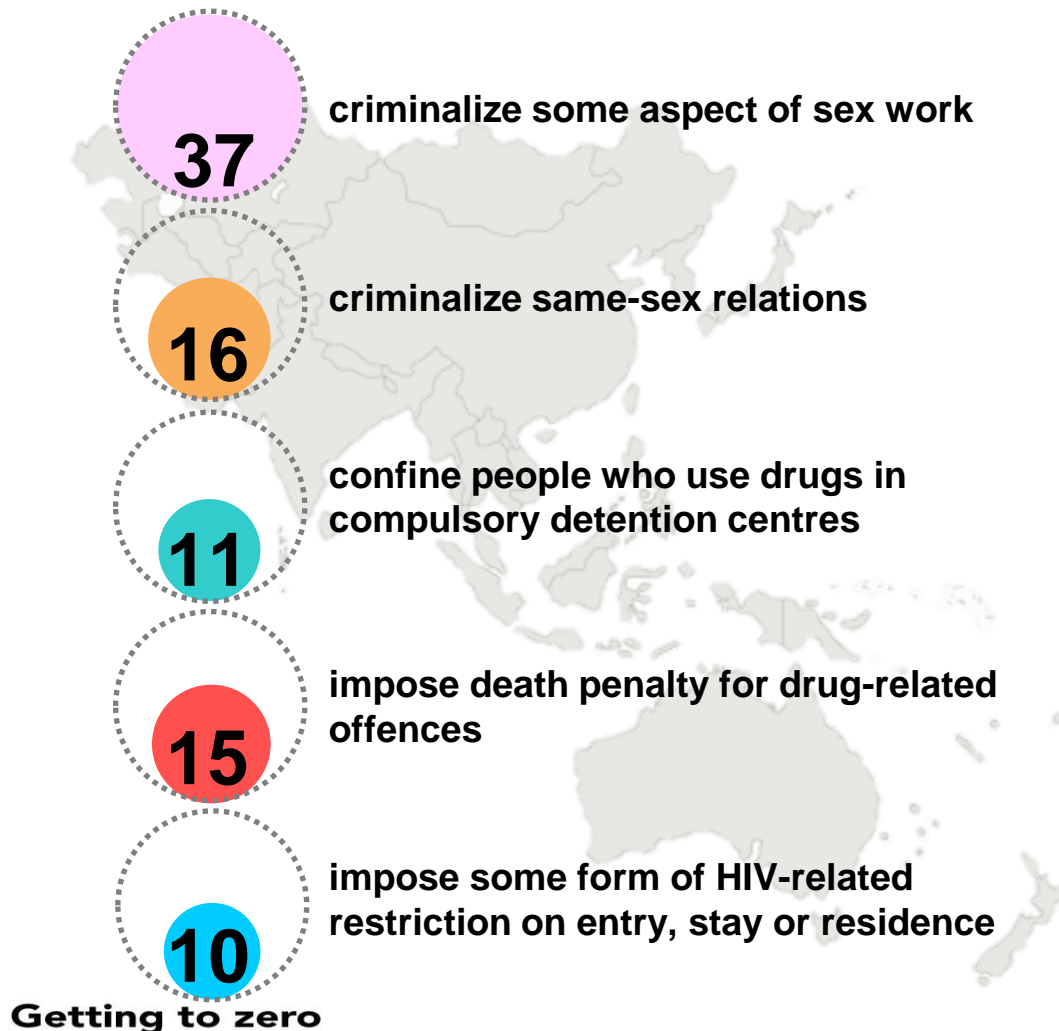 37
criminalize some aspect of sex work
16
criminalize same-sex relations
11
confine people who use drugs in
compulsory detention centres
15
impose death penalty for drug-related
offences
10
impose some form of HIV-related
restriction on entry, stay or residence
Getting to zero